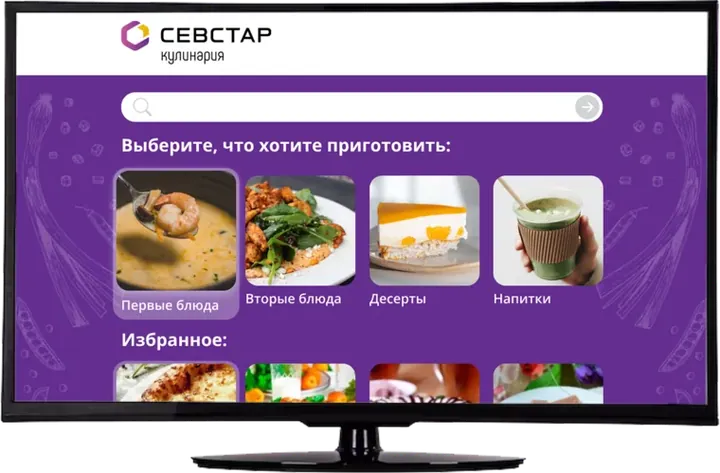 СЕВСТАР
кулинария
Выберите, что хотите приготовить:
Первые блюда
Вторые блюда
Десерты
Напитки
Избранное: